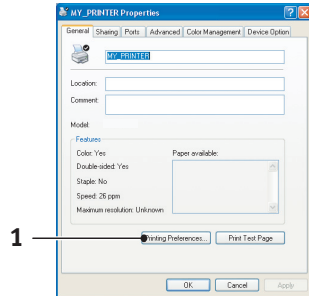 MY_PRINTER Properties
General Sharing Ports Advanced Color Management Device Option
MY_PRINTER
Location:
Comment:
Model:
Features
Color: Yes
Paper available:
Double-sided: Yes
Staple: No
Speed: 26 ppm
Maximum resolution: Unknown
1
Printing Preferences... Print Test Page
OK Cancel Apply